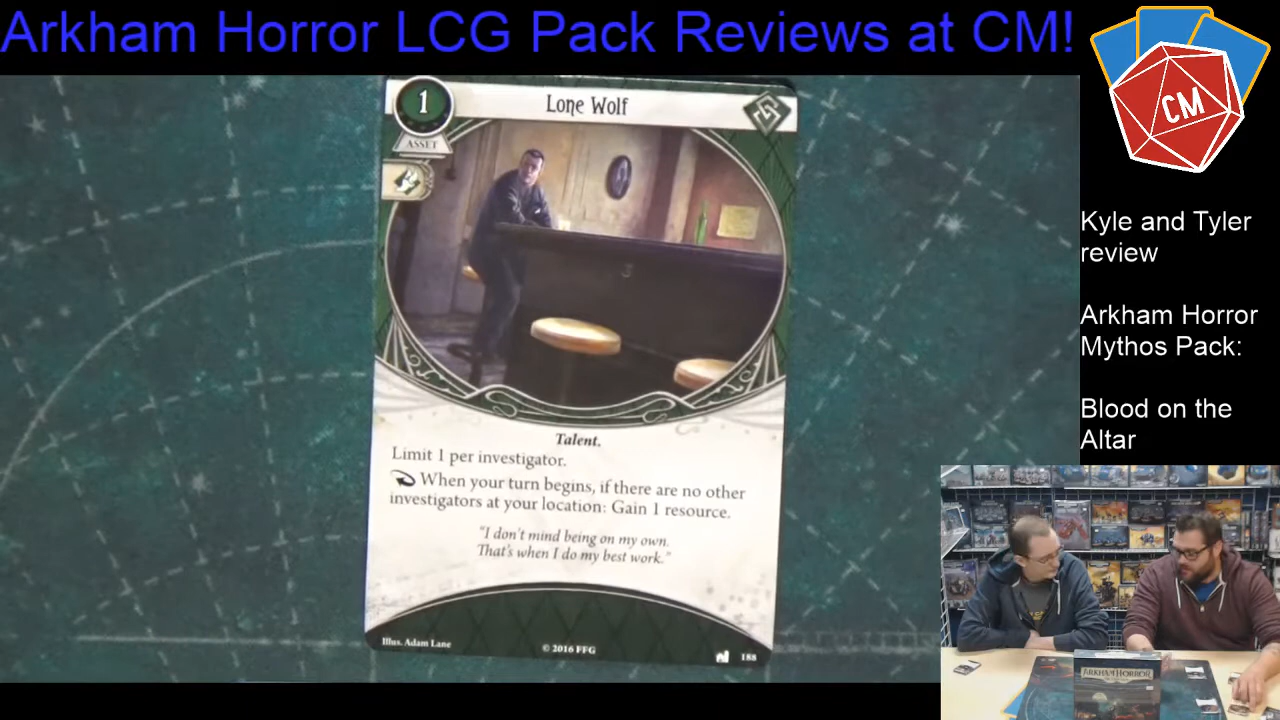 Arkham Horror LCG Pack Reviews at CM!
CM
1
Lone Wolf
ASSET
Talent.
Limit 1 per investigator.
When your turn begins, if there are no other
investigators at your location: Gain 1 resource.
"I don't mind being on my own.
That's when I do my best work."
Illus. Adam Lane
© 2016 FFG
188
Kyle and Tyler
review
Arkham Horror
Mythos Pack:
Blood on the
Altar
ARKHAM HORROR